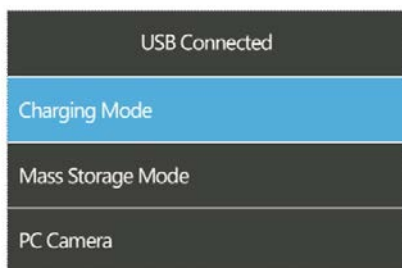 USB Connected
Charging Mode
Mass Storage Mode
PC Camera